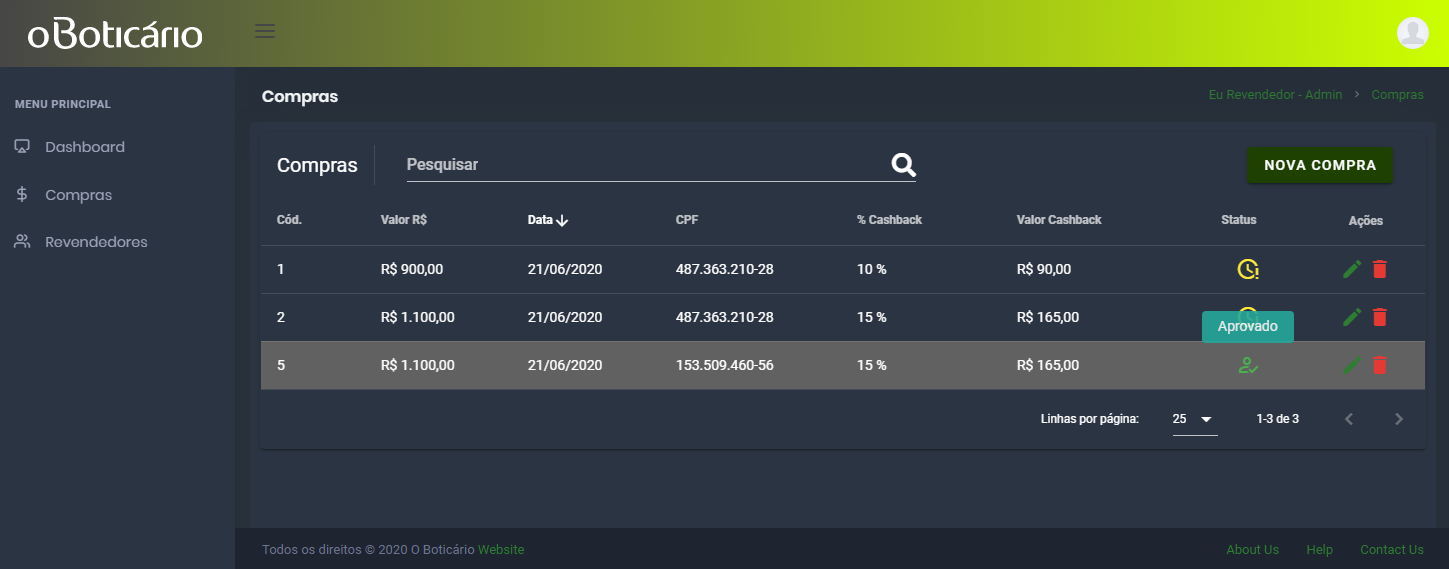 oBoticário
MENU PRINCIPAL
Dashboard
Compras
Revendedores
Compras
Eu Revendedor - Admin > Compras
Compras
Pesquisar
NOVA COMPRA
Cód. Valor R$ Data CPF % Cashback Valor Cashback Status Ações
1 R$ 900,00 21/06/2020 487.363.210-28 10 % R$ 90,00
2 R$ 1.100,00 21/06/2020 487.363.210-28 15 % R$ 165,00
Aprovado
5 R$ 1.100,00 21/06/2020 153.509.460-56 15 % R$ 165,00
Linhas por página: 25 1-3 de 3
Todos os direitos © 2020 O Boticário Website
About Us Help Contact Us